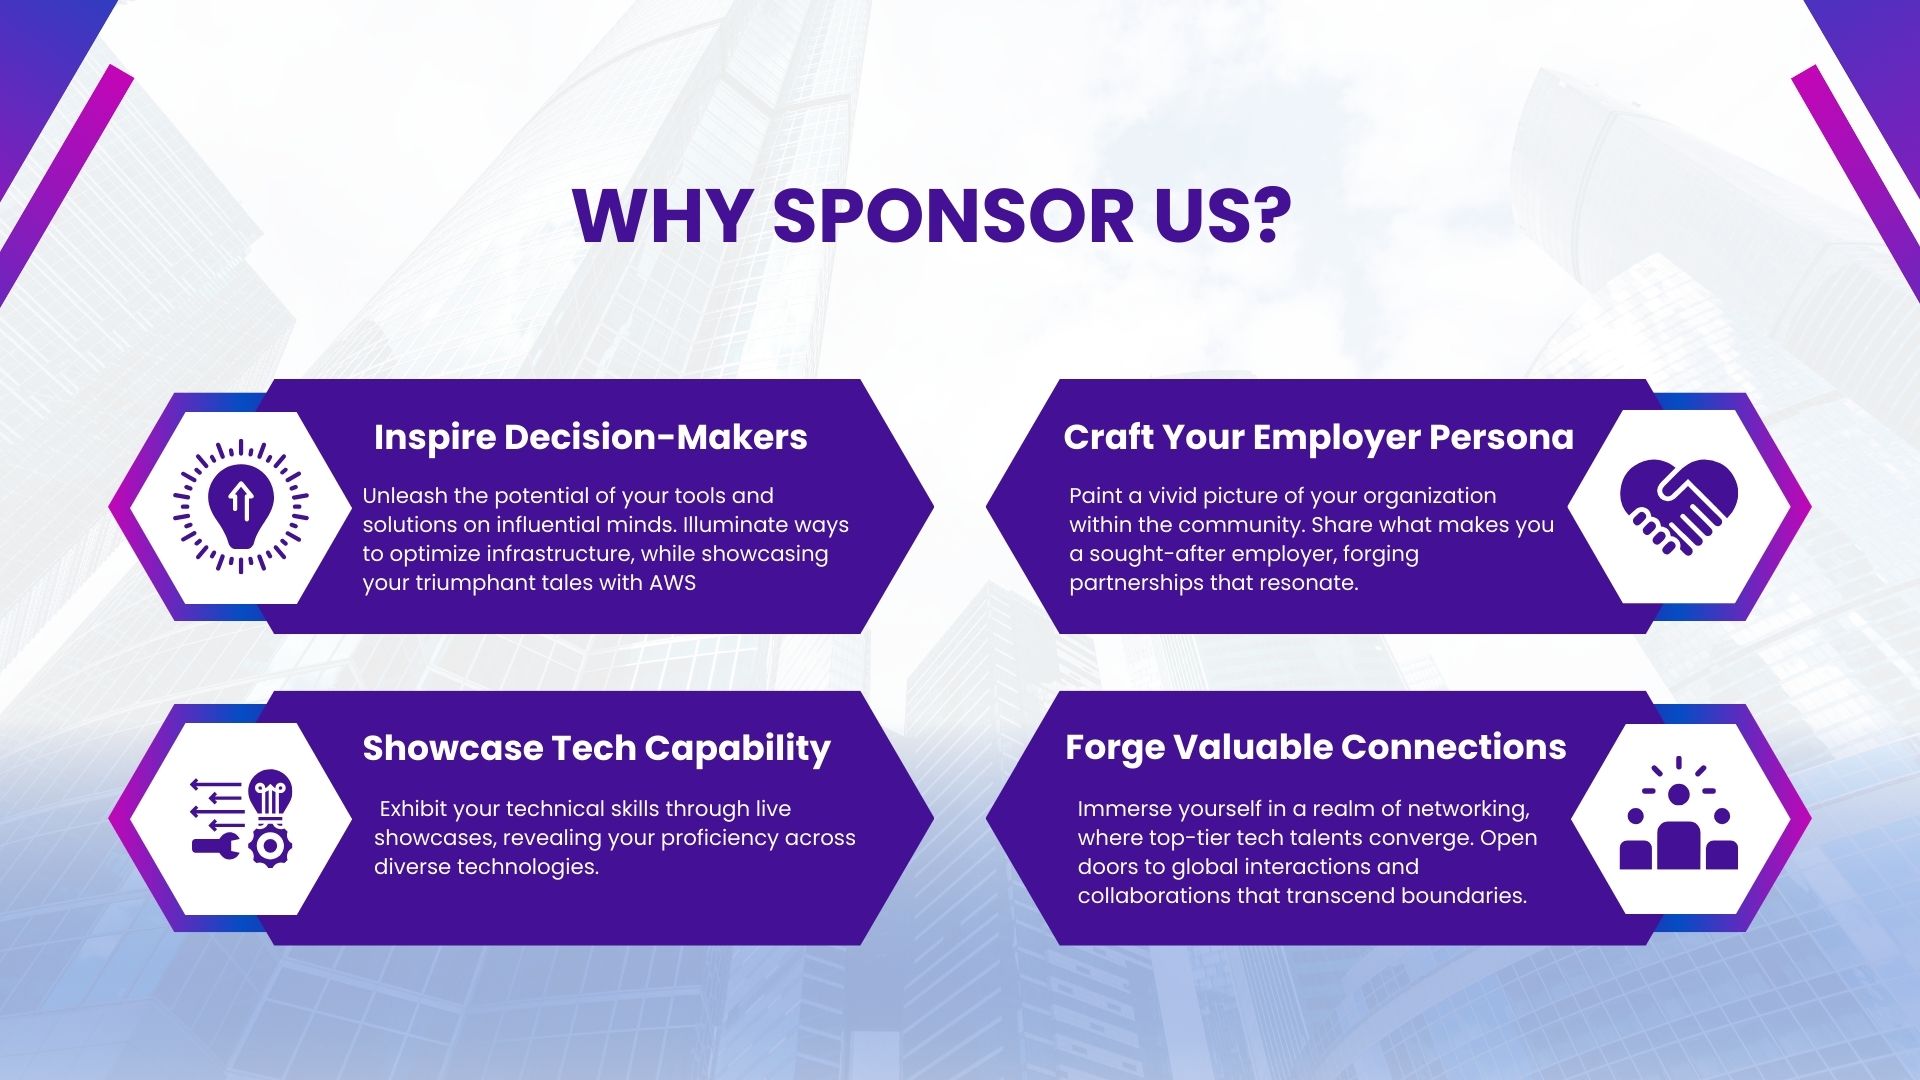 WHY SPONSOR US?
Inspire Decision-Makers
Unleash the potential of your tools and
solutions on influential minds. Illuminate ways
to optimize infrastructure, while showcasing
your triumphant tales with AWS
Craft Your Employer Persona
Paint a vivid picture of your organization
within the community. Share what makes you
a sought-after employer, forging
partnerships that resonate.
Showcase Tech Capability
Exhibit your technical skills through live
showcases, revealing your proficiency across
diverse technologies.
Forge Valuable Connections
Immerse yourself in a realm of networking,
where top-tier tech talents converge. Open
doors to global interactions and
collaborations that transcend boundaries.